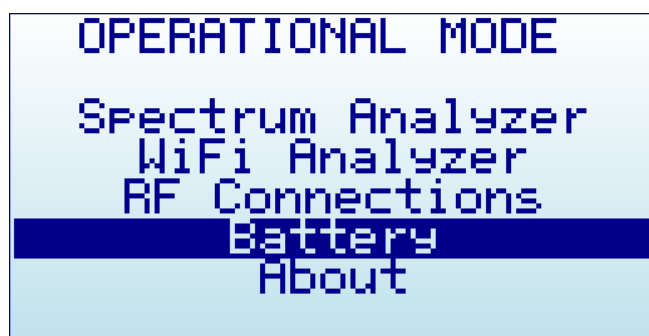 OPERATIONAL MODE
Spectrum Analyzer
WiFi Analyzer
RF Connections
Battery
About